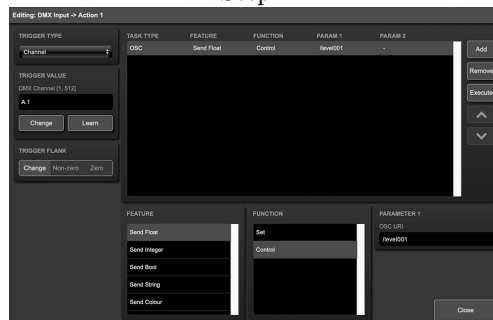 Step
Editing: DMX Input -> Action 1
TRIGGER TYPE
Channel
TRIGGER VALUE
DMX Channel [1, 512]
A.1
Change Learn
TRIGGER FLANK
Change Non-zero Zero
TASK TYPE FEATURE FUNCTION PARAM 1 PARAM 2
OSC Send Float Control /level001 -
Add
Remove
Execute
FEATURE
Send Float
Send Integer
Send Bool
Send String
Send Colour
FUNCTION
Set
Control
PARAMETER 1
OSC URI
/level001
Close